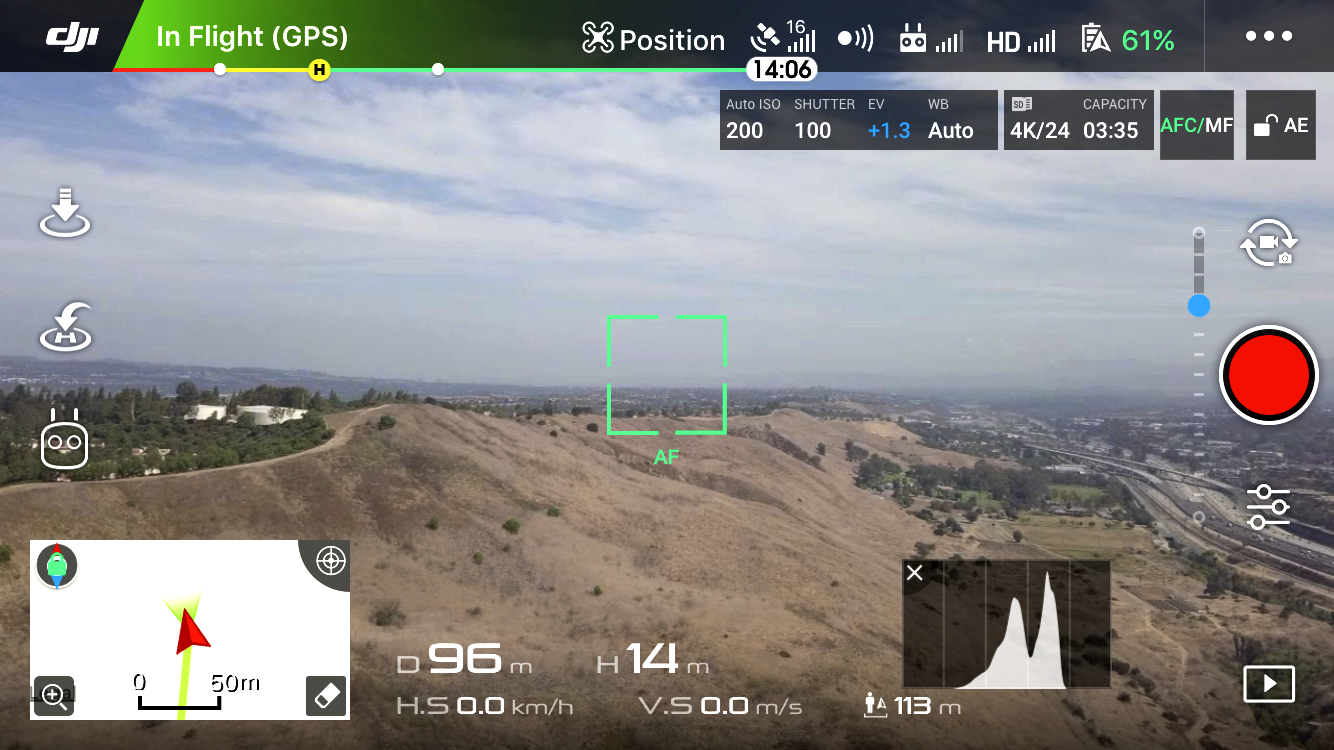 dji In Flight (GPS) Position 16 HD 61%
H 14:06
Auto ISO SHUTTER EV WB CAPACITY
200 100 +1.3 Auto 4K/24 03:35 AFC/MF AE
SD
H
AF
0 50m
D 96 m H 14 m
H.S 0.0 km/h V.S 0.0 m/s 113 m